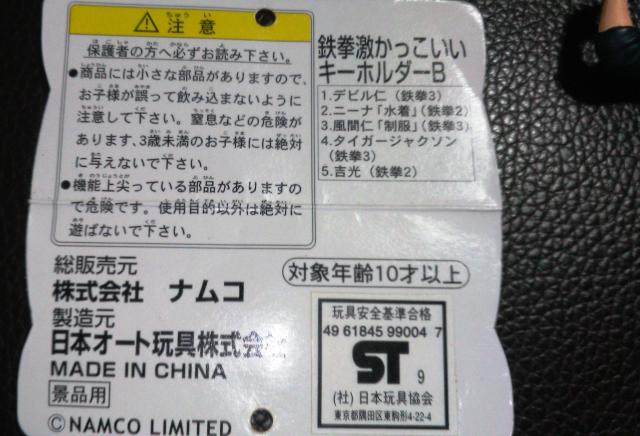 ⚠注意
保護者の方へ必ずお読み下さい。
●商品には小さな部品がありますので、
お子様が誤って飲み込まないように
注意して下さい。窒息などの危険が
あります、3歳未満のお子様には絶対
に与えないで下さい。
●機能上尖っている部品がありますの
で危険です。使用目的以外は絶対に
遊ばないで下さい。
鉄拳激かっこいい
キーホルダーB
1.デビル仁(鉄拳3)
2.ニーナ「水着」(鉄拳2)
3.風間仁「制服」(鉄拳3)
4.タイガージャクソン
(鉄拳3)
5.吉光(鉄拳2)
総販売元
株式会社 ナムコ
製造元
日本オート玩具株式会社
MADE IN CHINA
景品用
©NAMCO LIMITED
対象年齢10才以上
玩具安全基準合格
49 61845 99004 7
ST 9
(社)日本玩具協会
東京都墨田区東駒形4-22-4